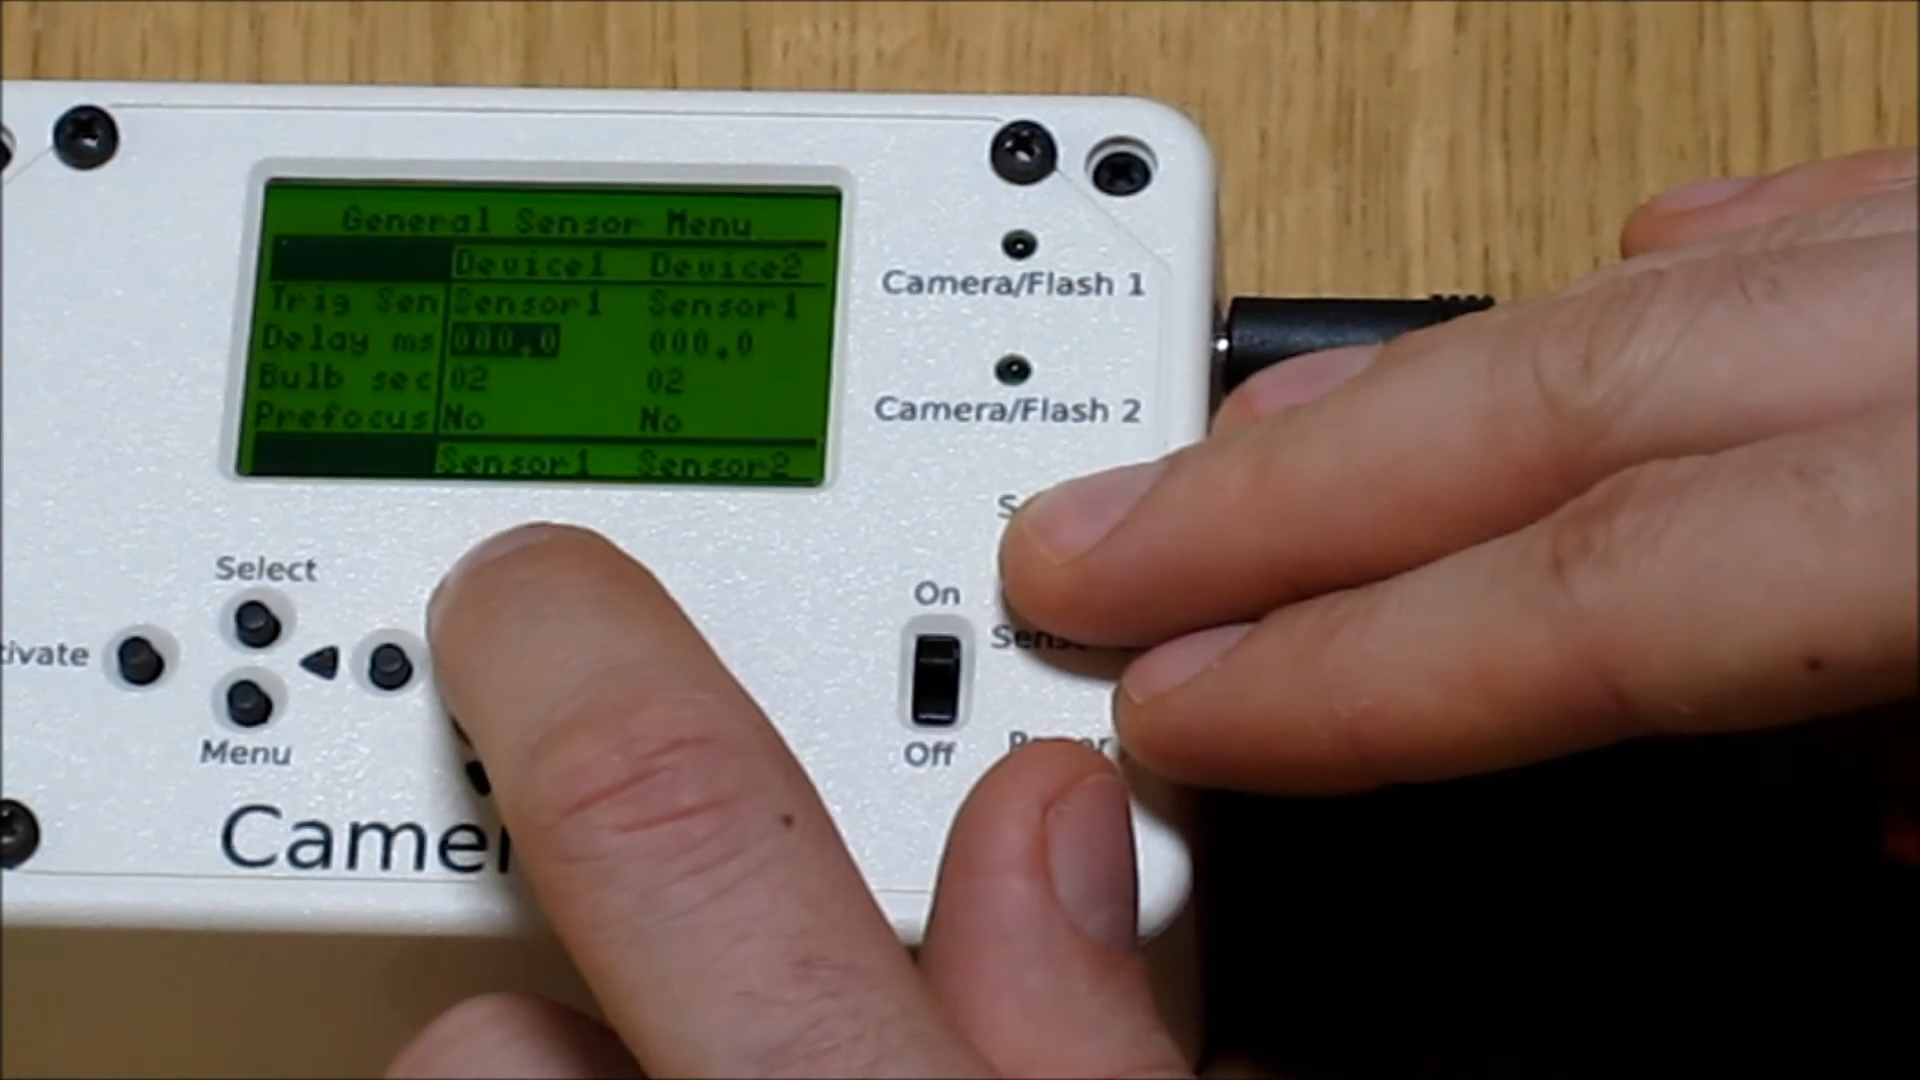 General Sensor Menu
Device1 Device2
Trig Sen Sensor1 Sensor1
Delay ms 000.0 000.0
Bulb sec 02 02
Prefocus No No
Sensor1 Sensor2
Camera/Flash 1
Camera/Flash 2
Select
On
tivate
Menu
Off
Camer